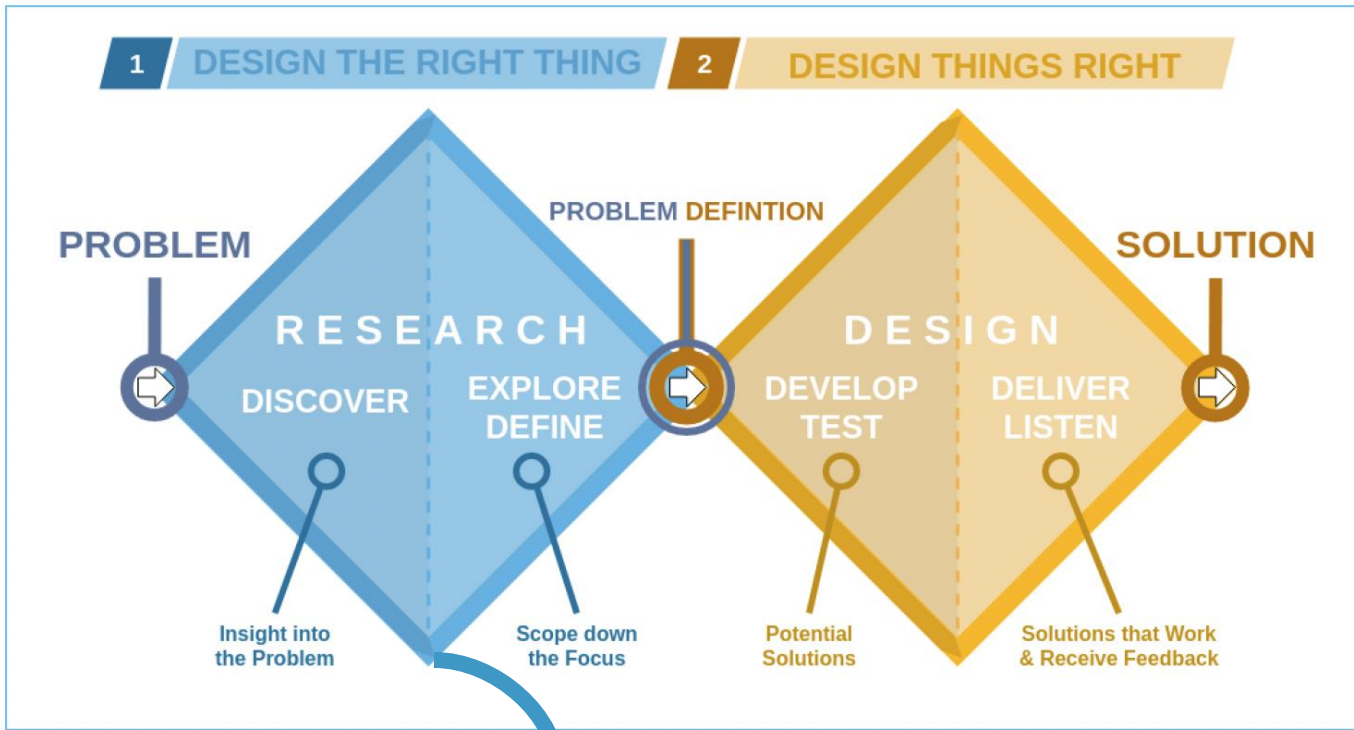 1 DESIGN THE RIGHT THING 2 DESIGN THINGS RIGHT
PROBLEM DEFINTION
PROBLEM
SOLUTION
RESEARCH
DISCOVER
EXPLORE
DEFINE
DESIGN
DEVELOP
TEST
DELIVER
LISTEN
Insight into
the Problem
Scope down
the Focus
Potential
Solutions
Solutions that Work
& Receive Feedback